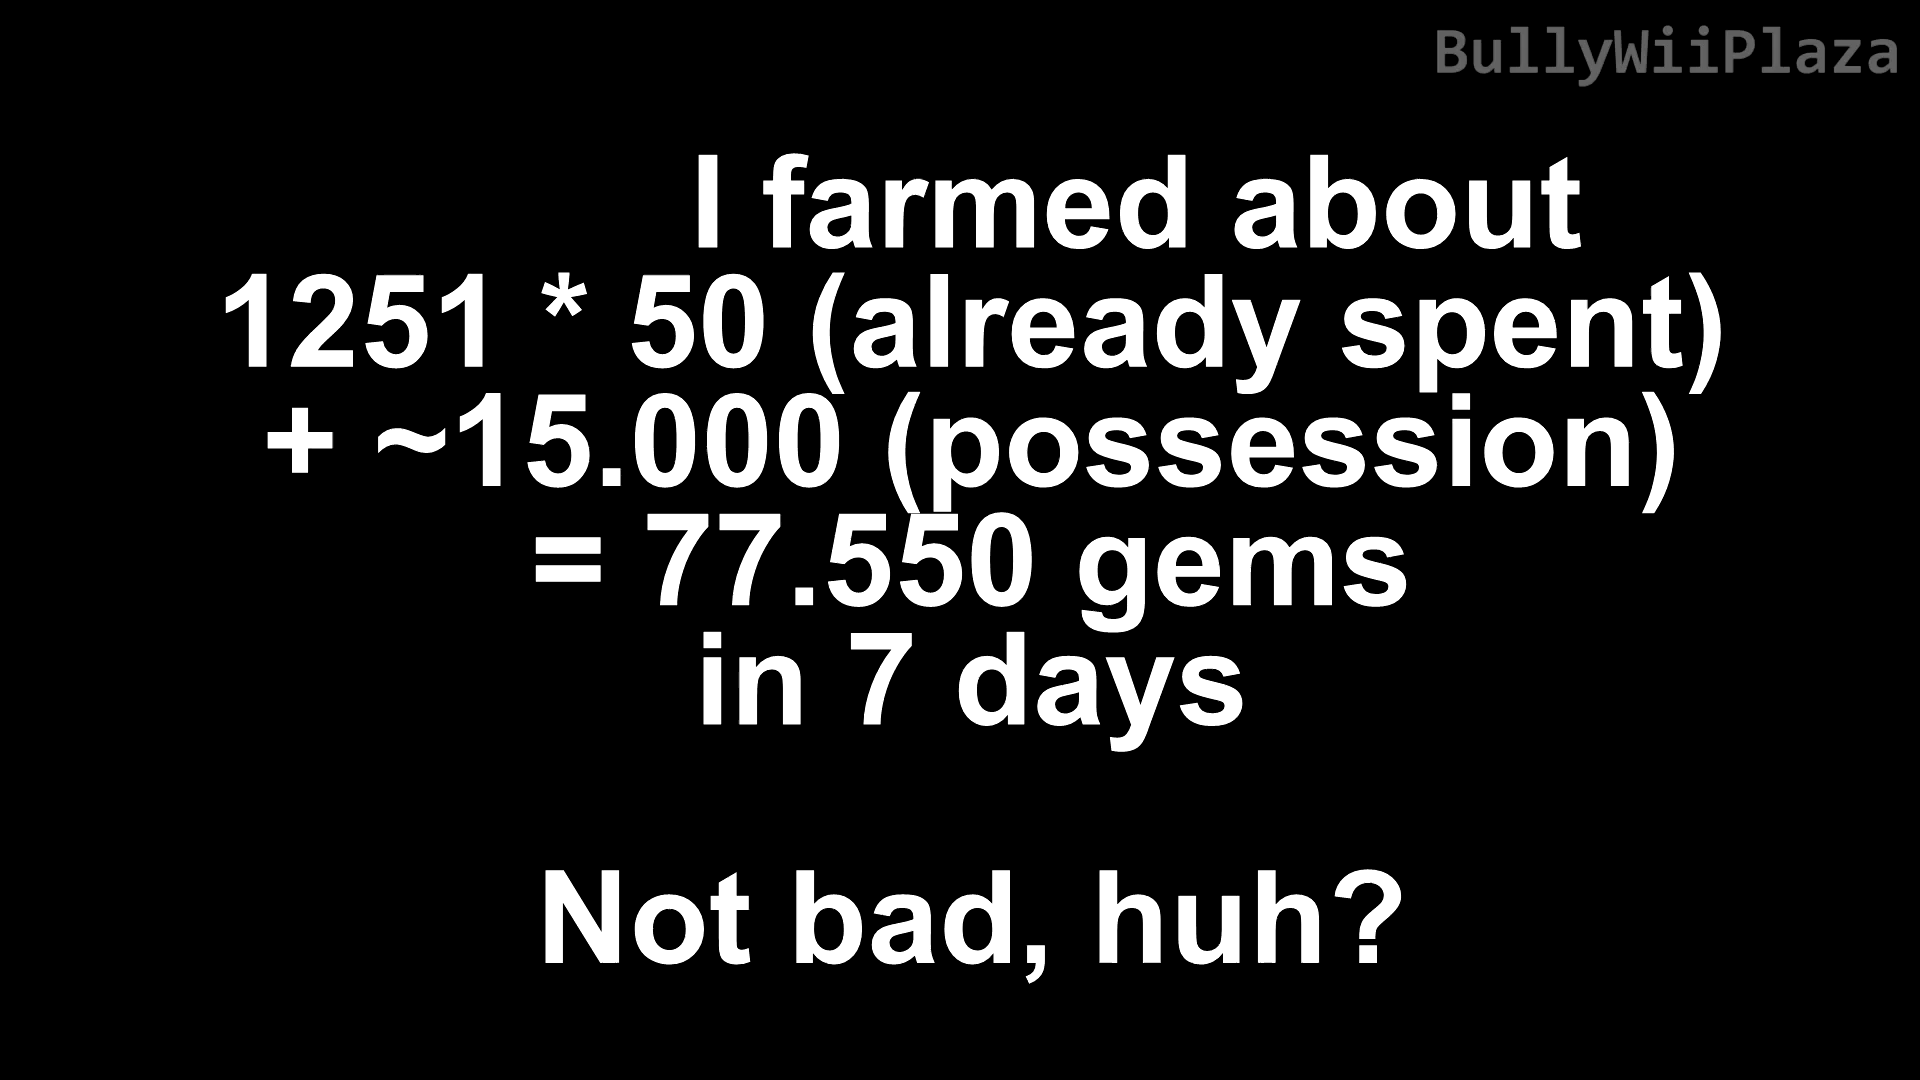 BullyWiiPlaza
I farmed about
1251 * 50 (already spent)
+ ~15.000 (possession)
= 77.550 gems
in 7 days
Not bad, huh?